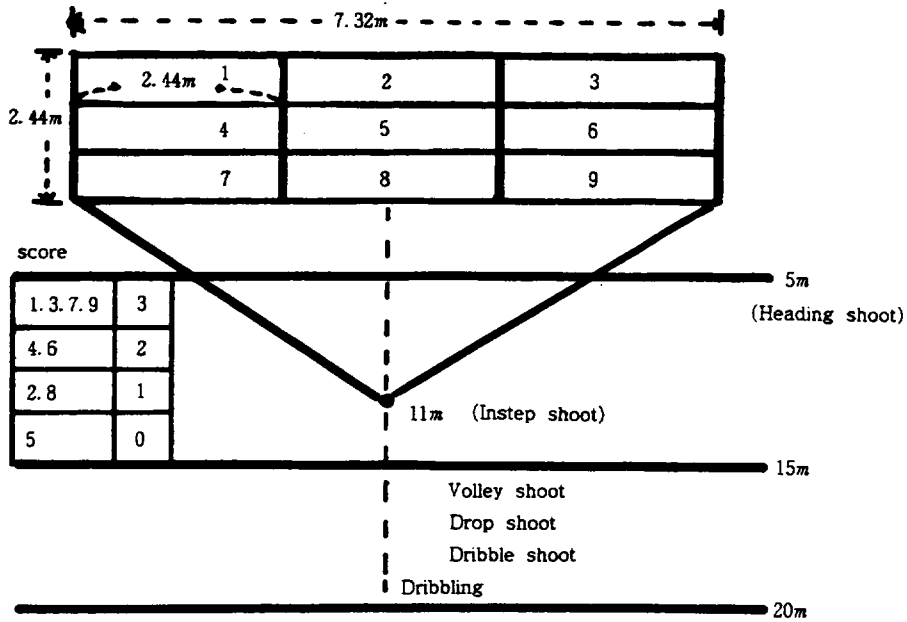 7.32m
2.44m 1 2 3
2.44m
4 5 6
7 8 9
score
5m
1.3.7.9 3
(Heading shoot)
4.6 2
2.8 1
11m (Instep shoot)
5 0
15m
Volley shoot
Drop shoot
Dribble shoot
Dribbling
20m